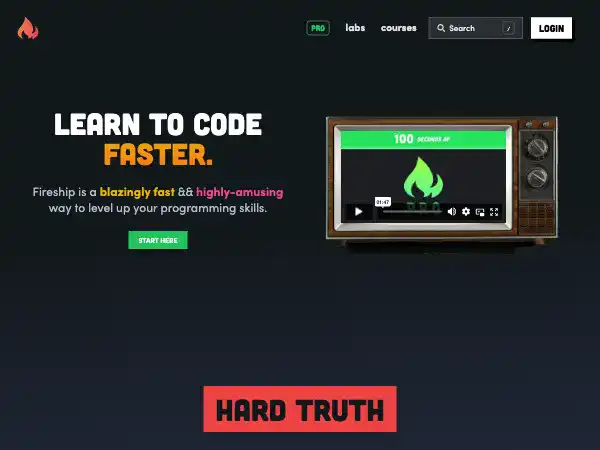 PRO labs courses Search / LOGIN
LEARN TO CODE
FASTER.
Fireship is a blazingly fast && highly-amusing
way to level up your programming skills.
START HERE
100 SECONDS OF
01:47
HARD TRUTH